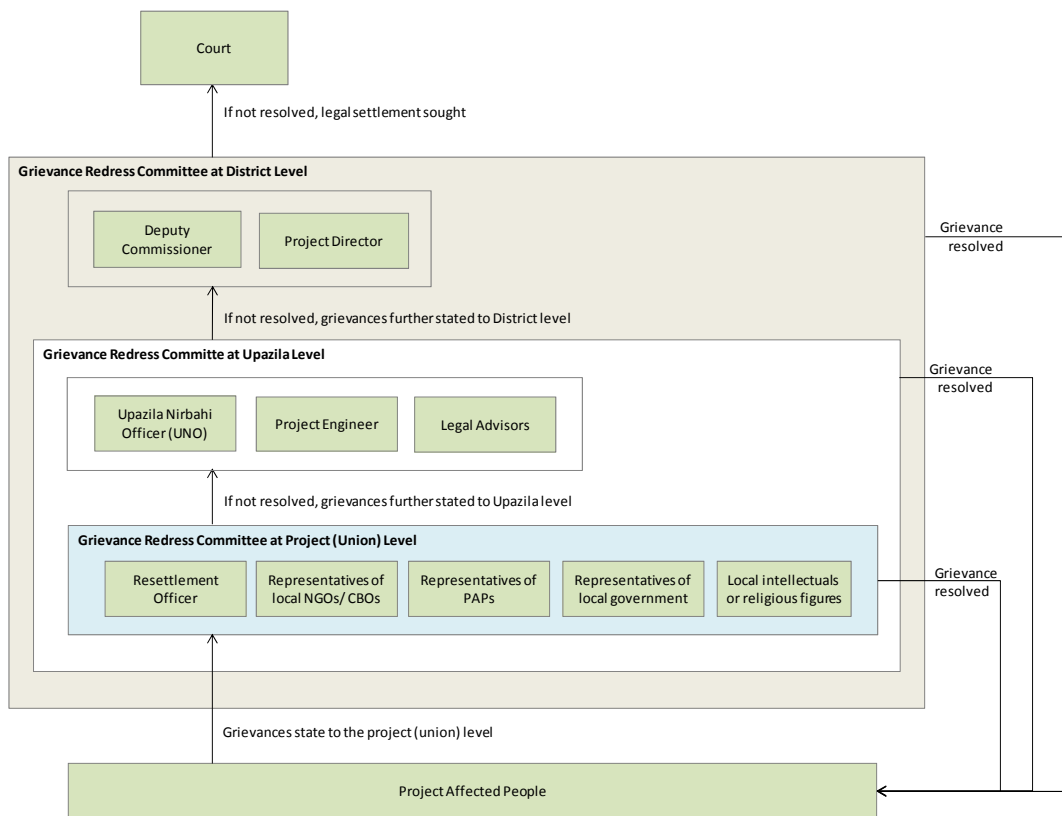 Court
If not resolved, legal settlement sought
Grievance Redress Committee at District Level
Deputy
Commissioner
Project Director
Grievance
resolved
If not resolved, grievances further stated to District level
Grievance Redress Committe at Upazila Level
Grievance
resolved
Upazila Nirbahi
Officer (UNO)
Project Engineer
Legal Advisors
If not resolved, grievances further stated to Upazila level
Grievance Redress Committee at Project (Union) Level
Resettlement
Officer
Representatives of
local NGOs/ CBOs
Representatives of
PAPs
Representatives of
local government
Local intellectuals
or religious figures
Grievance
resolved
Grievances state to the project (union) level
Project Affected People